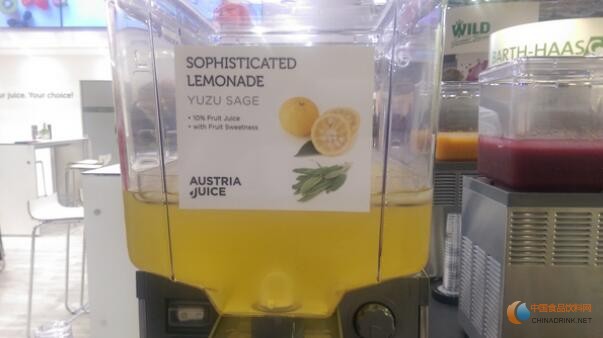 WILD
BARTH-HAAS
r juice. Your choice!
SOPHISTICATED
LEMONADE
YUZU SAGE
• 10% Fruit Juice
• with Fruit Sweetness
AUSTRIA
JUICE
中国食品饮料网
CHINADRINK.NET